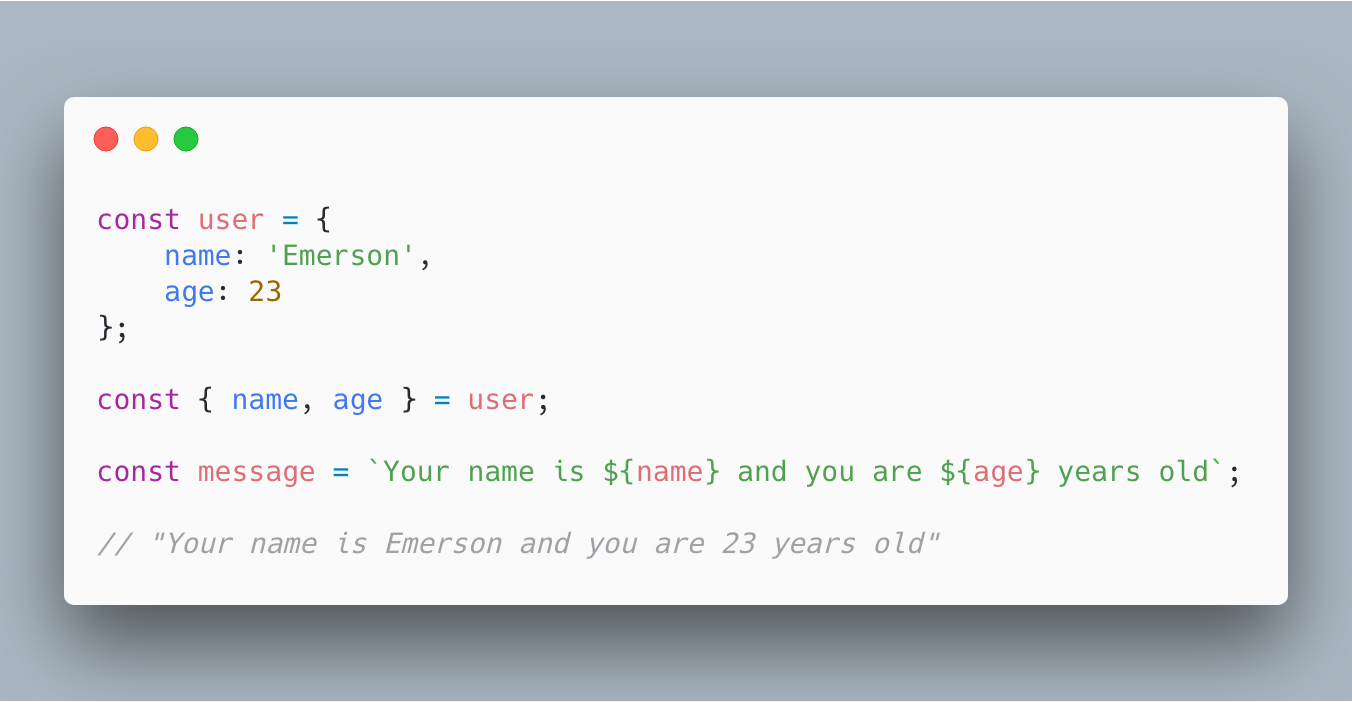 const user = {
    name: 'Emerson',
    age: 23
};

const { name, age } = user;

const message = `Your name is ${name} and you are ${age} years old`;

// "Your name is Emerson and you are 23 years old"